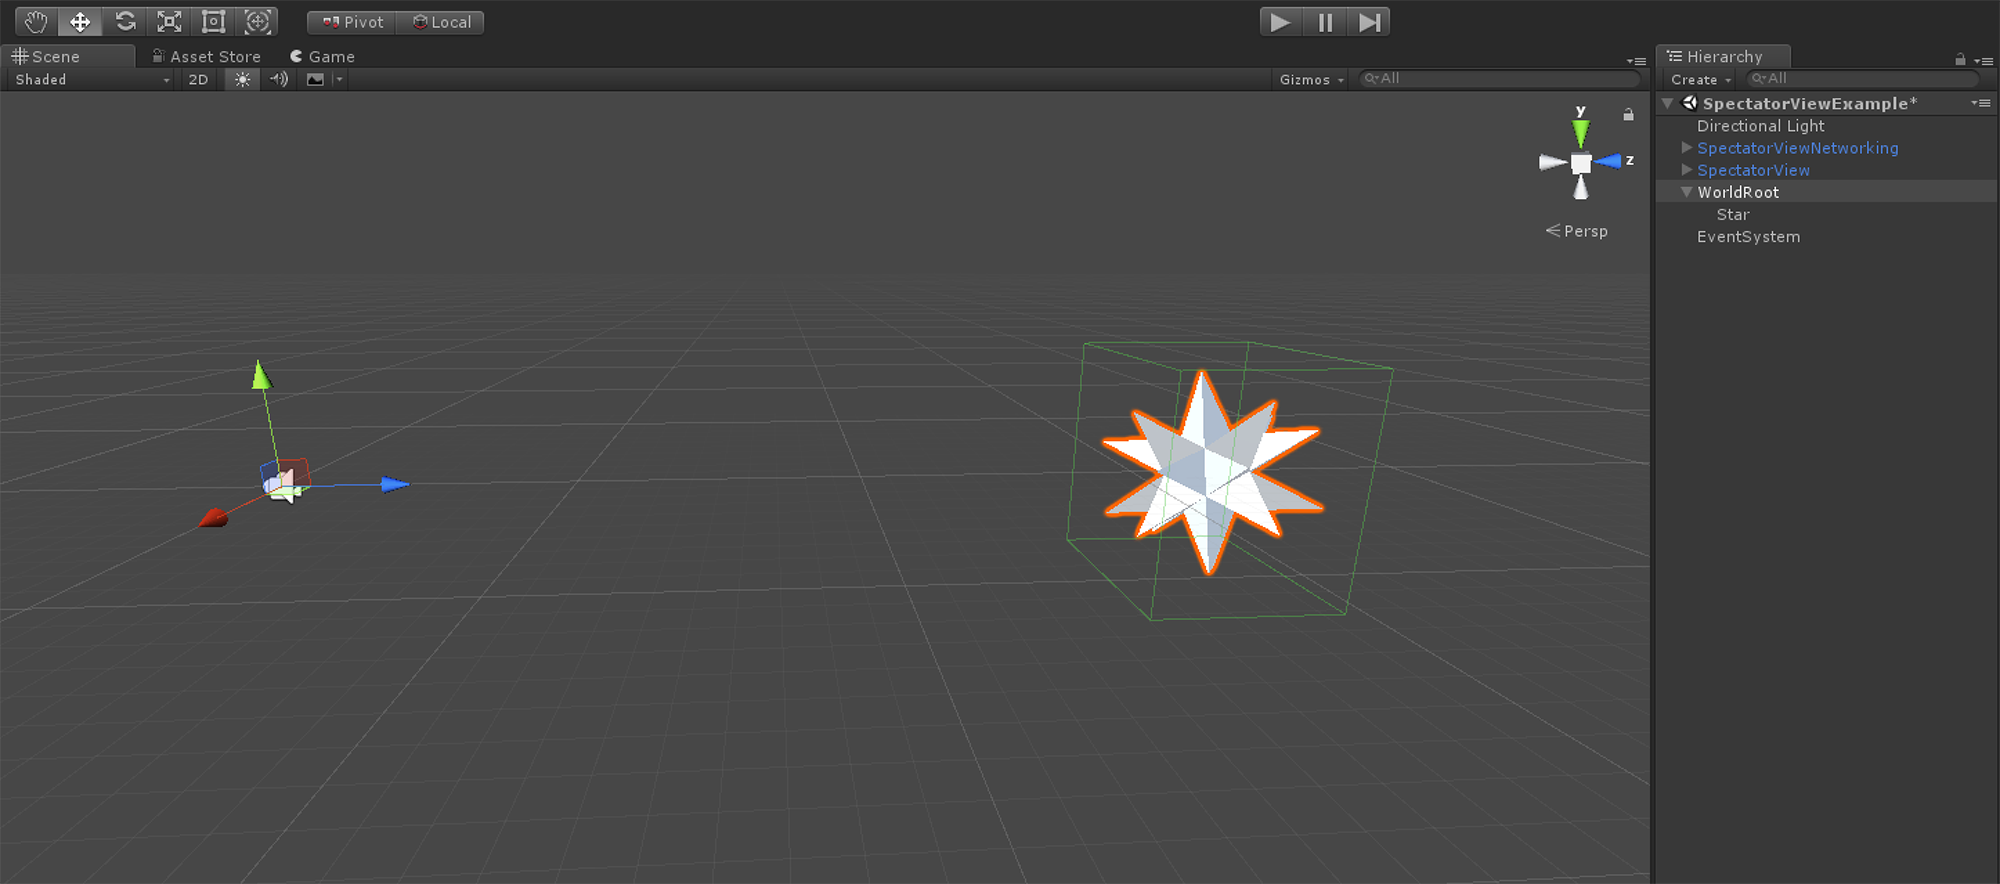 Pivot Local
Scene Asset Store Game
Shaded 2D Gizmos All
y
z
Persp
Hierarchy
Create All
SpectatorViewExample*
Directional Light
SpectatorViewNetworking
SpectatorView
WorldRoot
Star
EventSystem